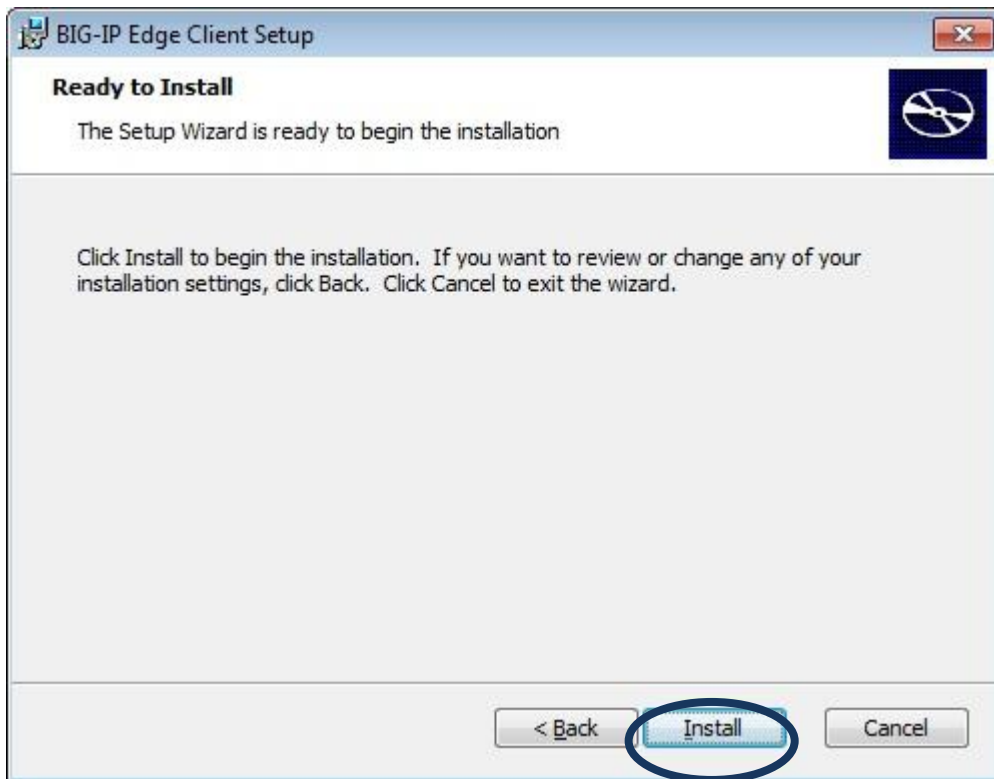 BIG-IP Edge Client Setup
Ready to Install
The Setup Wizard is ready to begin the installation
Click Install to begin the installation.  If you want to review or change any of your
installation settings, click Back.  Click Cancel to exit the wizard.
< Back
Install
Cancel